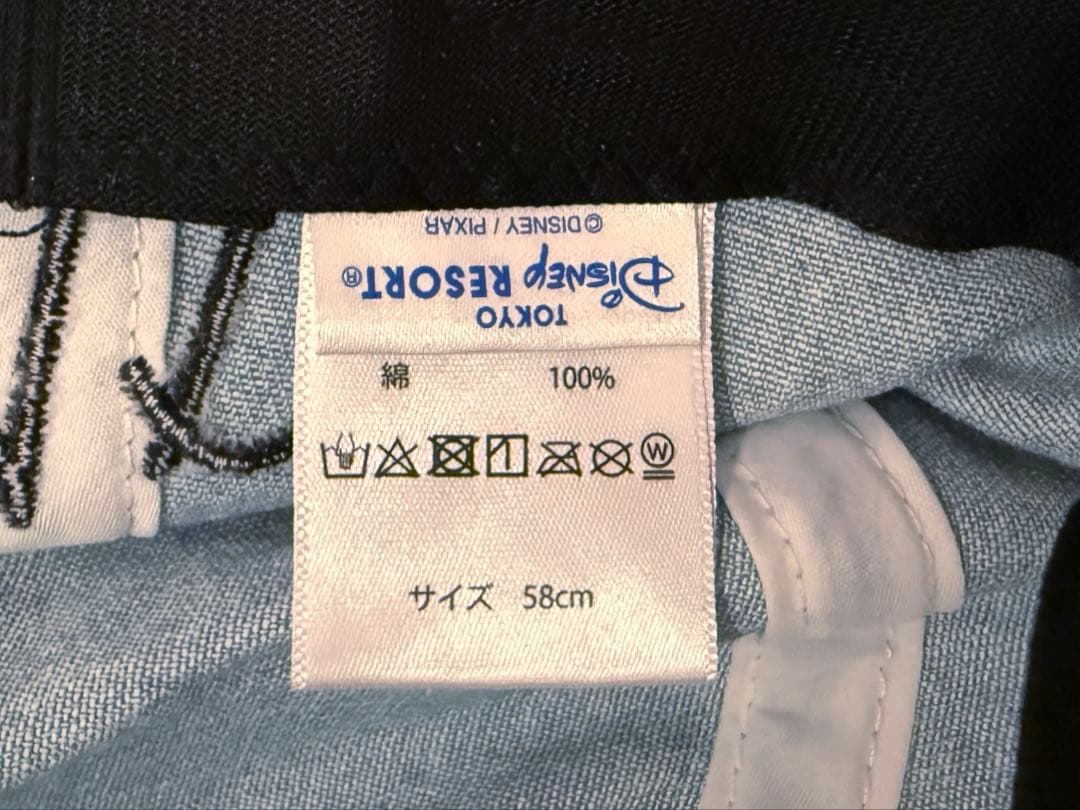 ©DISNEY / PIXAR
TOKYO
Disney RESORT®
綿 100%
W
サイズ 58cm